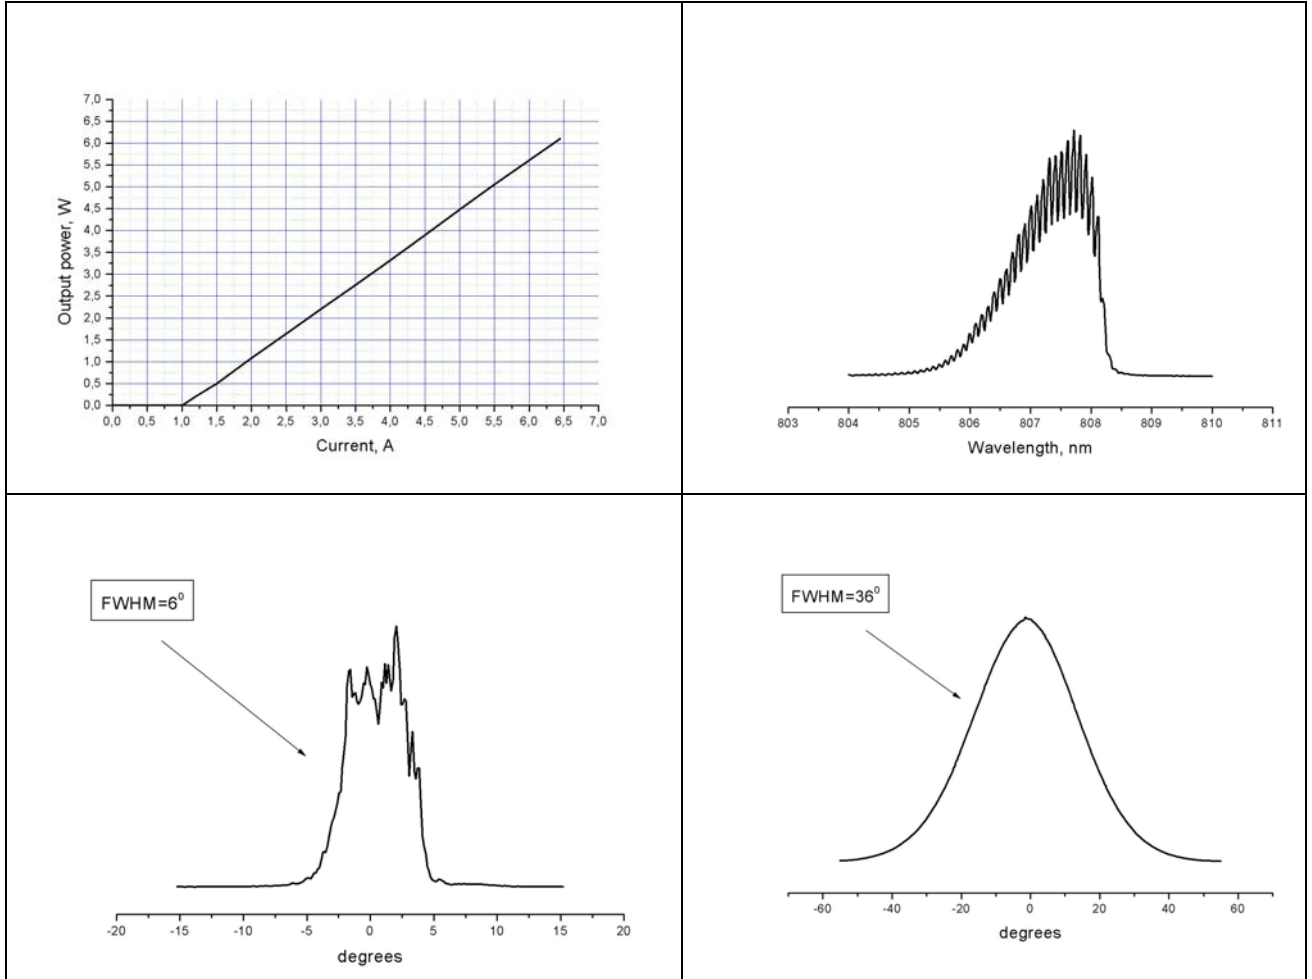 7,0
6,5
6,0
5,5
5,0
4,5
4,0
3,5
3,0
2,5
2,0
1,5
1,0
0,5
0,0
Output power, W
0,0 0,5 1,0 1,5 2,0 2,5 3,0 3,5 4,0 4,5 5,0 5,5 6,0 6,5 7,0
Current, A
803 804 805 806 807 808 809 810 811
Wavelength, nm
FWHM=6⁰
-20 -15 -10 -5 0 5 10 15 20
degrees
FWHM=36⁰
-60 -40 -20 0 20 40 60
degrees